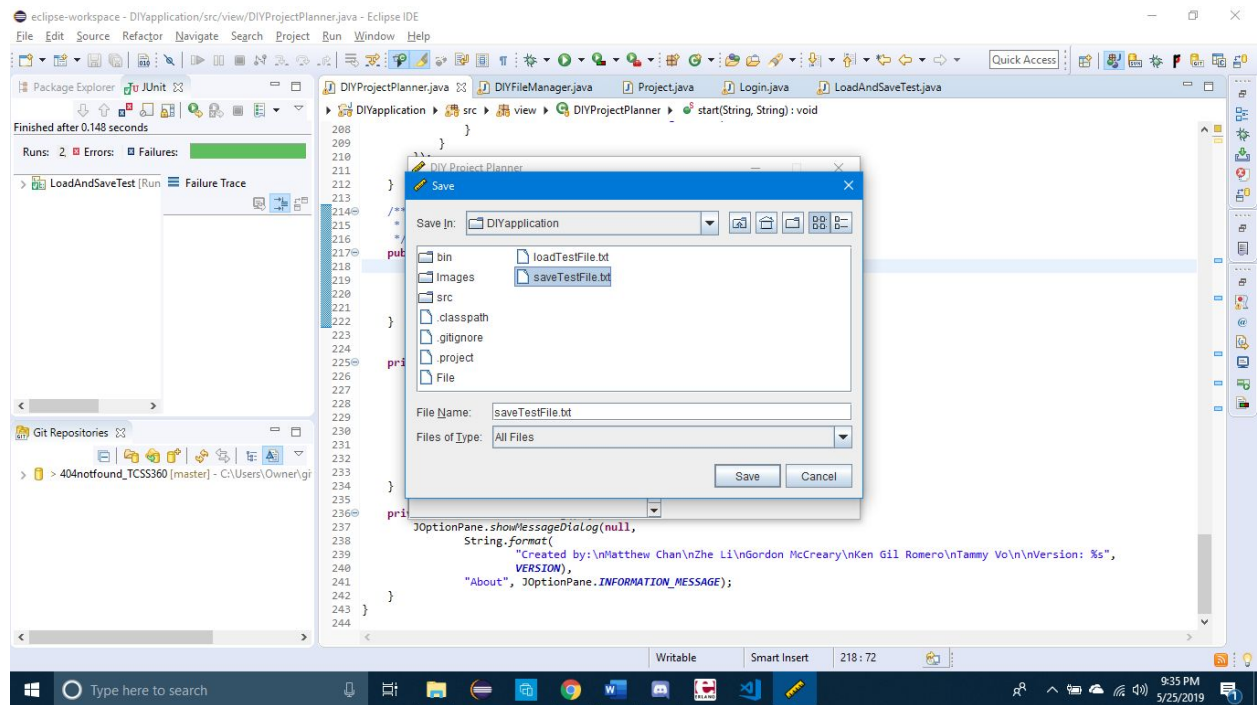 eclipse-workspace - DIYapplication/src/view/DIYProjectPlanner.java - Eclipse IDE
File Edit Source Refactor Navigate Search Project Run Window Help
Quick Access
Package Explorer JUnit
DIYProjectPlanner.java DIYFileManager.java Project.java Login.java LoadAndSaveTest.java
DIYapplication src view DIYProjectPlanner start(String, String) : void
Finished after 0.148 seconds
Runs: 2, Errors: Failures:
LoadAndSaveTest [Run Failure Trace
208 }
209 }
210 });
211
212 }
213
214 /**
215 *
216 */
217 pub
218
219
220
221
222 }
223
224
225 pri
226
227
228
229
230
231
232
233
234 }
235
236 pri
237 JOptionPane.showMessageDialog(null,
238 String.format(
239 "Created by:\nMatthew Chan\nZhe Li\nGordon McCreary\nKen Gil Romero\nTammy Vo\n\nVersion: %s",
240 VERSION),
241 "About", JOptionPane.INFORMATION_MESSAGE);
242 }
243 }
244
DIY Project Planner
Save
Save In: DIYapplication
bin
Images
src
.classpath
.gitignore
.project
File
loadTestFile.txt
saveTestFile.txt
File Name: saveTestFile.txt
Files of Type: All Files
Save Cancel
Git Repositories
> 404notfound_TCSS360 [master] - C:\Users\Owner\gi
Writable Smart Insert 218 : 72
Type here to search
9:35 PM
5/25/2019